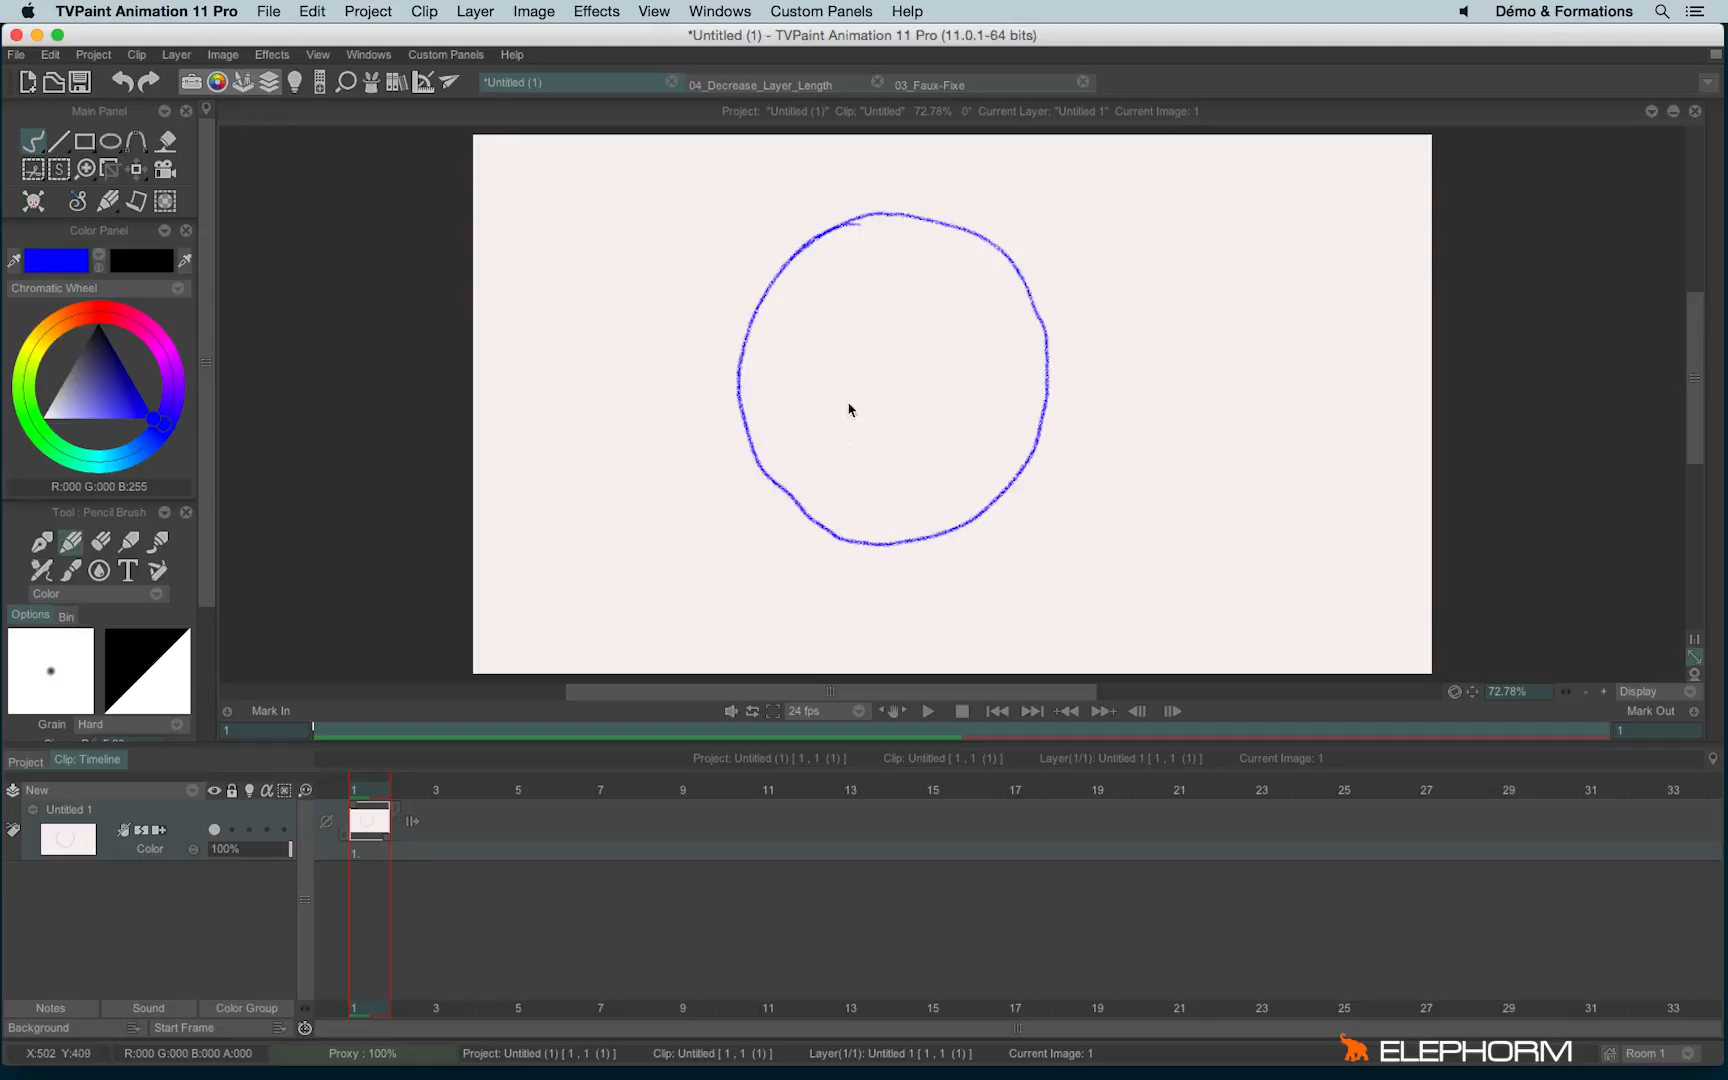 TVPaint Animation 11 Pro File Edit Project Clip Layer Image Effects View Windows Custom Panels Help Démo & Formations
*Untitled (1) - TVPaint Animation 11 Pro (11.0.1-64 bits)
File Edit Project Clip Layer Image Effects View Windows Custom Panels Help
*Untitled (1) 04_Decrease_Layer_Length 03_Faux-Fixe
Main Panel
Project: "Untitled (1)" Clip: "Untitled" 72.78% 0° Current Layer: "Untitled 1" Current Image: 1
Color Panel
Chromatic Wheel
R:000 G:000 B:255
Tool : Pencil Brush
T
Color
Options Bin
Grain Hard
72.78% - + Display
Mark In 24 fps Mark Out
1 1
Project Clip: Timeline
Project: Untitled (1) [ 1 , 1 (1) ] Clip: Untitled [ 1 , 1 (1) ] Layer(1/1): Untitled 1 [ 1 , 1 (1) ] Current Image: 1
New 1 3 5 7 9 11 13 15 17 19 21 23 25 27 29 31 33
Untitled 1
Color 100%
1.
Notes Sound Color Group 1 3 5 7 9 11 13 15 17 19 21 23 25 27 29 31 33
Background Start Frame
X:502 Y:409 R:000 G:000 B:000 A:000 Proxy : 100% Project: Untitled (1) [ 1 , 1 (1) ] Clip: Untitled [ 1 , 1 (1) ] Layer(1/1): Untitled 1 [ 1 , 1 (1) ] Current Image: 1 ELEPHORM Room 1